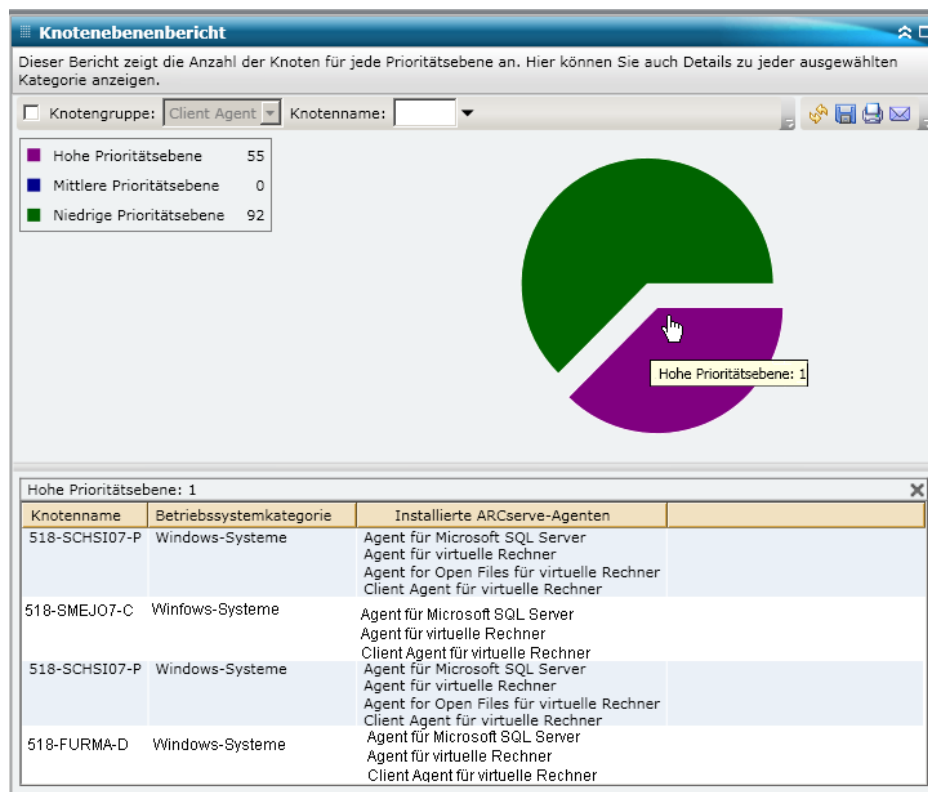 Knotenebenenbericht
Dieser Bericht zeigt die Anzahl der Knoten für jede Prioritätsebene an. Hier können Sie auch Details zu jeder ausgewählten
Kategorie anzeigen.
Knotengruppe: Client Agent Knotenname:
Hohe Prioritätsebene 55
Mittlere Prioritätsebene 0
Niedrige Prioritätsebene 92
Hohe Prioritätsebene: 1
Hohe Prioritätsebene: 1
Knotenname Betriebssystemkategorie Installierte ARCserve-Agenten
518-SCHSI07-P Windows-Systeme Agent für Microsoft SQL Server
Agent für virtuelle Rechner
Agent for Open Files für virtuelle Rechner
Client Agent für virtuelle Rechner
518-SMEJO7-C Winfows-Systeme Agent für Microsoft SQL Server
Agent für virtuelle Rechner
Client Agent für virtuelle Rechner
518-SCHSI07-P Windows-Systeme Agent für Microsoft SQL Server
Agent für virtuelle Rechner
Agent for Open Files für virtuelle Rechner
Client Agent für virtuelle Rechner
518-FURMA-D Windows-Systeme Agent für Microsoft SQL Server
Agent für virtuelle Rechner
Client Agent für virtuelle Rechner